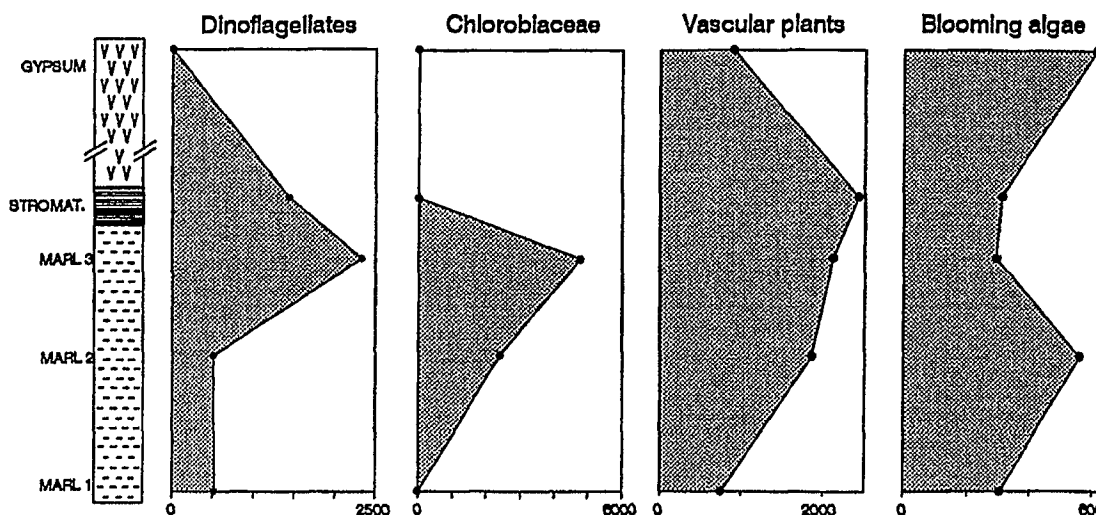 Dinoflagellates Chlorobiaceae Vascular plants Blooming algae
GYPSUM
STROMAT.
MARL 3
MARL 2
MARL 1
0 2500 0 6000 0 2000 0